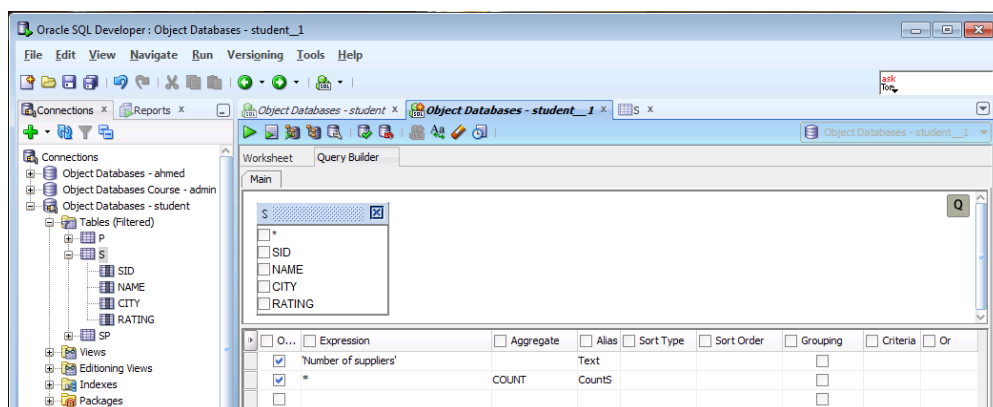 Oracle SQL Developer : Object Databases - student__1
File Edit View Navigate Run Versioning Tools Help
ask
Tom
Connections x Reports x
Object Databases - student x Object Databases - student__1 x S x
Object Databases - student__1
Worksheet Query Builder
Main
Connections
Object Databases - ahmed
Object Databases Course - admin
Object Databases - student
Tables (Filtered)
P
S
SID
NAME
CITY
RATING
SP
Views
Editioning Views
Indexes
Packages
Q
S
*
SID
NAME
CITY
RATING
O... Expression Aggregate Alias Sort Type Sort Order Grouping Criteria Or
'Number of suppliers' Text
* COUNT CountS